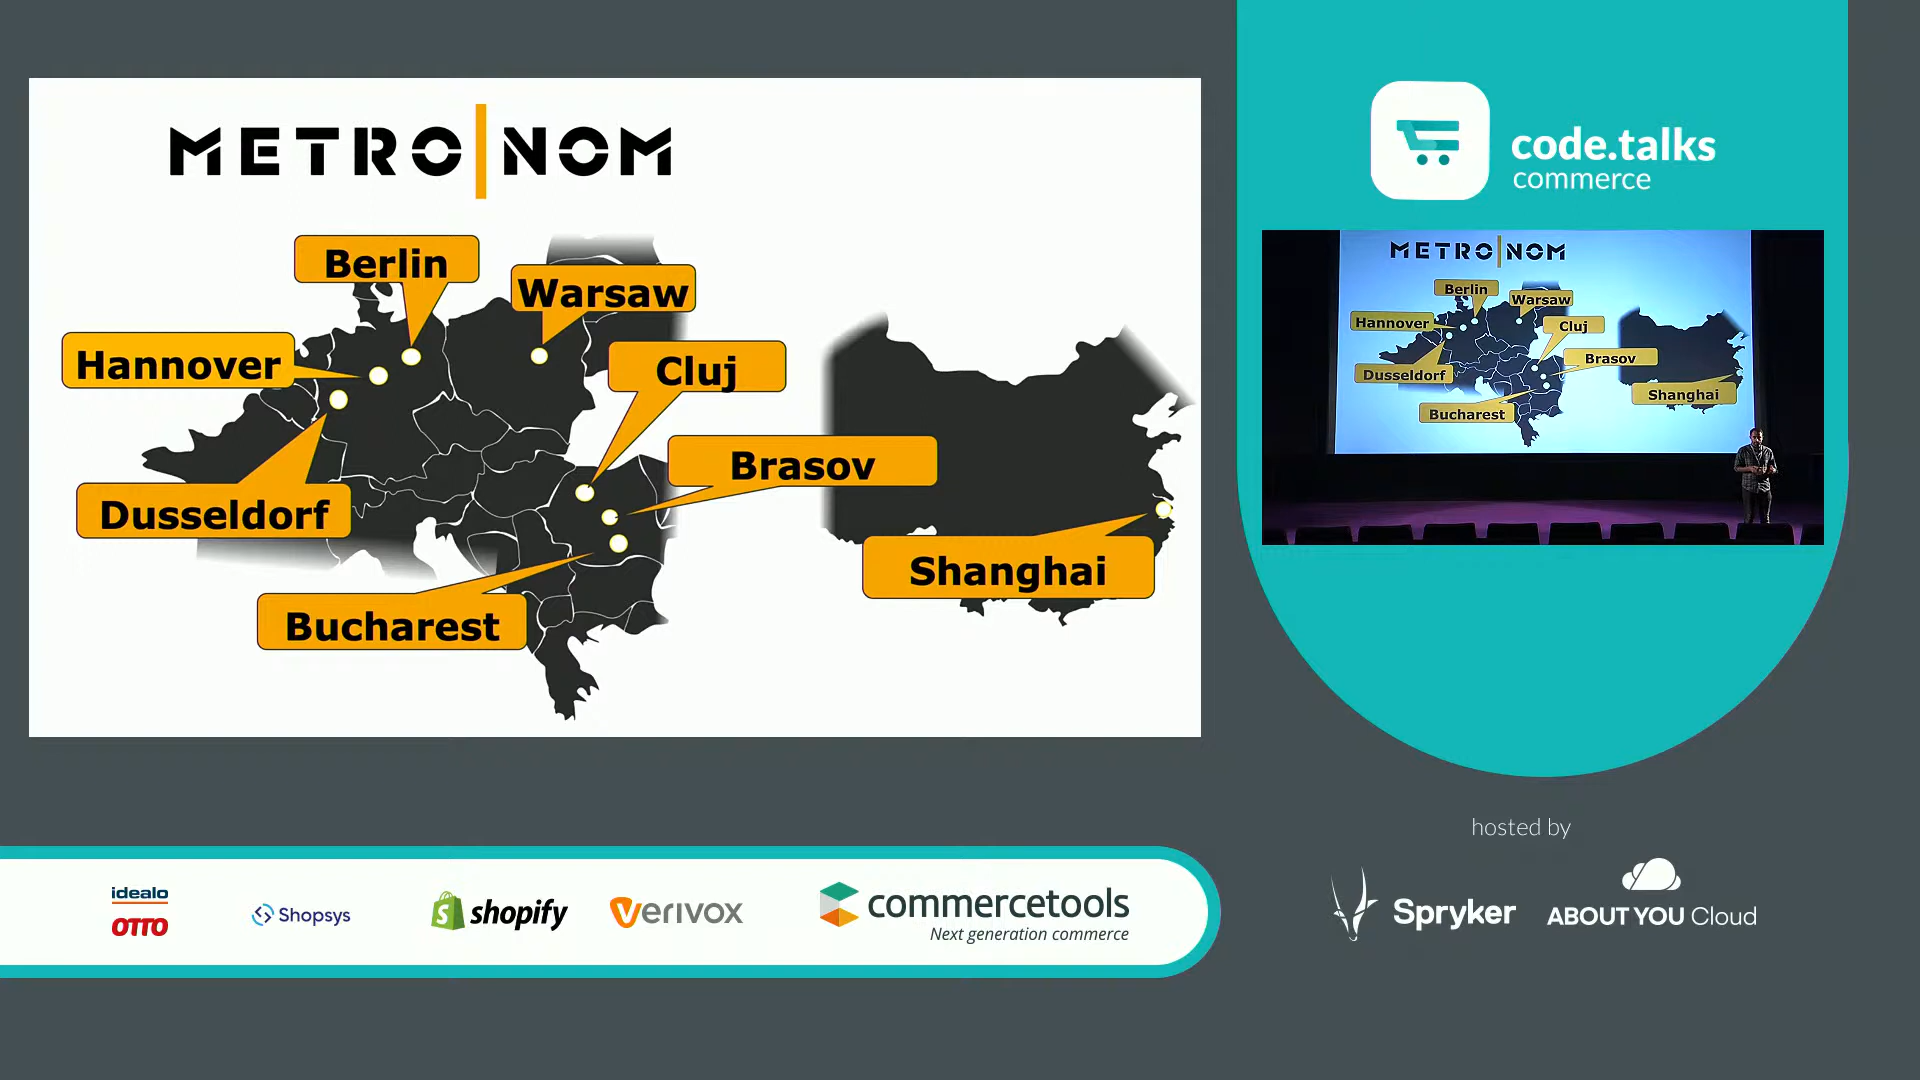 METRO|NOM
Berlin
Warsaw
Hannover
Cluj
Brasov
Dusseldorf
Shanghai
Bucharest
code.talks
commerce
METRO|NOM
Berlin
Warsaw
Hannover
Cluj
Brasov
Dusseldorf
Shanghai
Bucharest
hosted by
Spryker
ABOUT YOU Cloud
idealo
OTTO
Shopsys
shopify
VERIVOX
commercetools
Next generation commerce